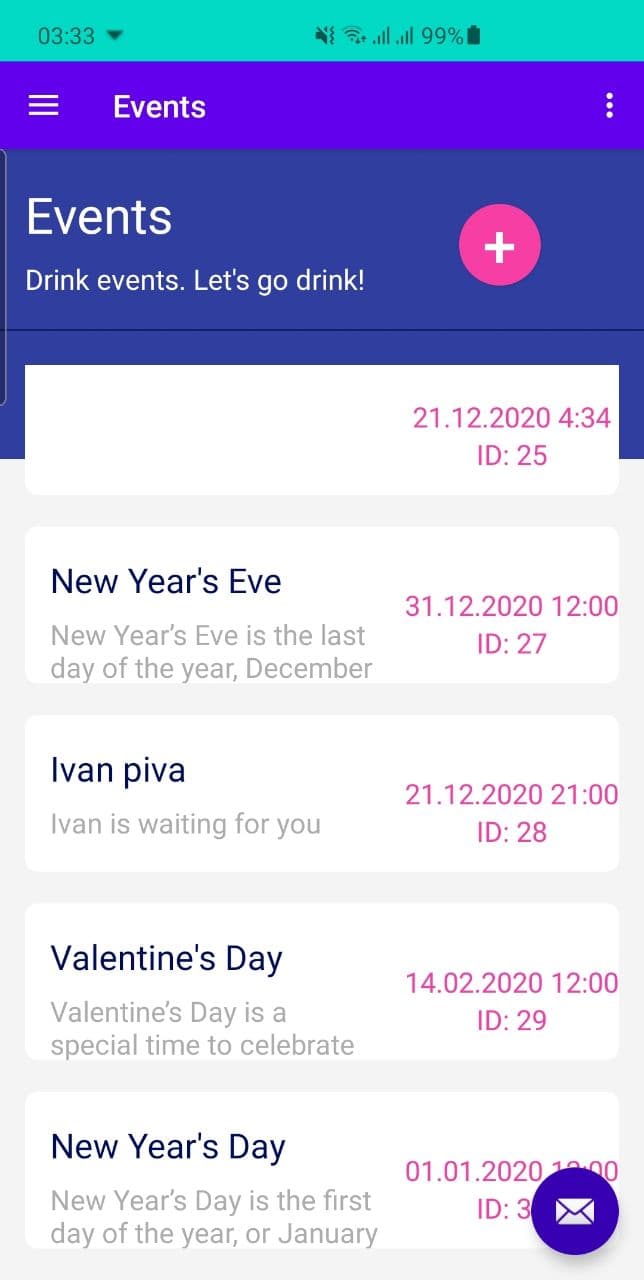 03:33
99%
Events
Events
Drink events. Let's go drink!
21.12.2020 4:34
ID: 25
New Year's Eve
New Year's Eve is the last
day of the year, December
31.12.2020 12:00
ID: 27
Ivan piva
Ivan is waiting for you
21.12.2020 21:00
ID: 28
Valentine's Day
Valentine's Day is a
special time to celebrate
14.02.2020 12:00
ID: 29
New Year's Day
New Year's Day is the first
day of the year, or January
01.01.2020
ID: